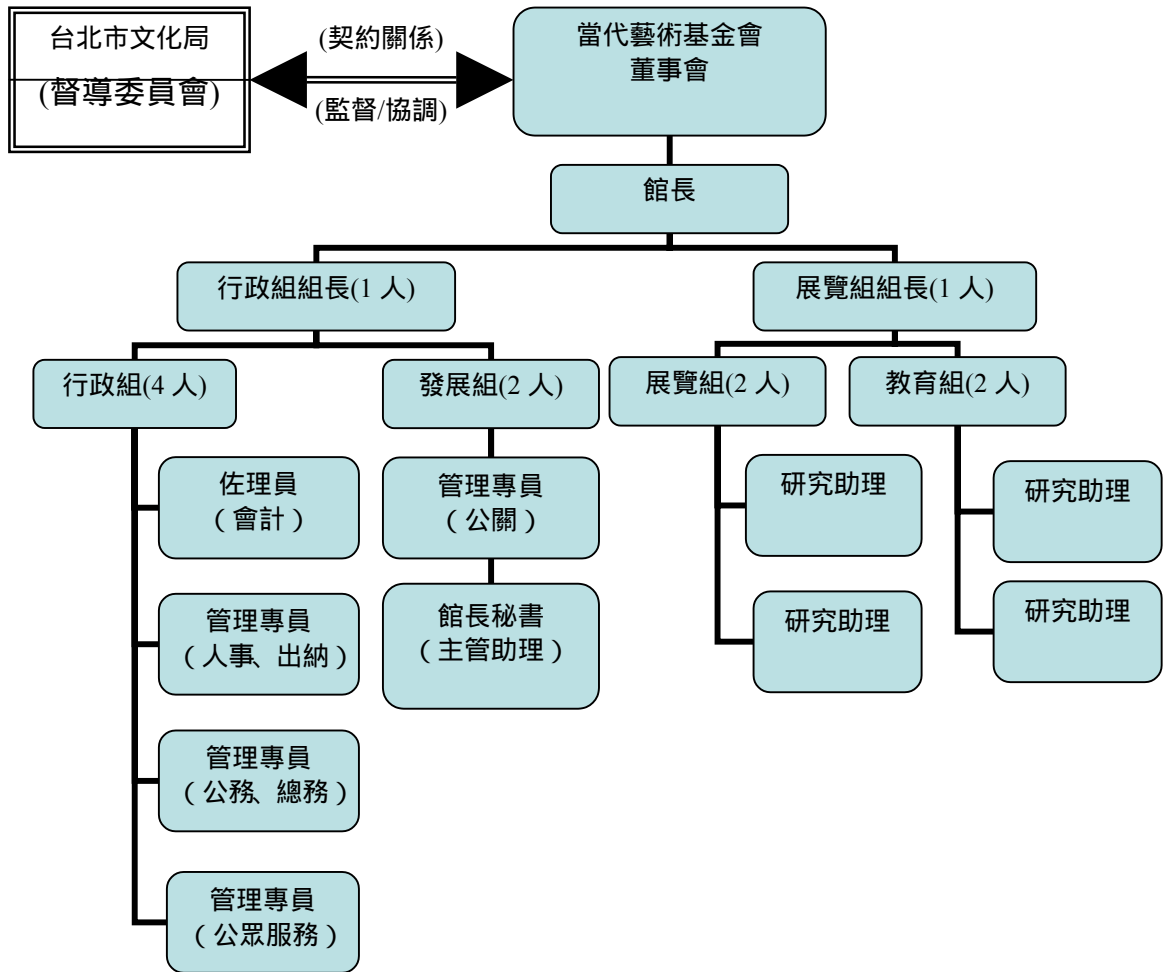 台北市文化局
(督導委員會)
(契約關係)
(監督/協調)
當代藝術基金會
董事會
館長
行政組組長(1 人)
展覽組組長(1 人)
行政組(4 人)
發展組(2 人)
展覽組(2 人)
教育組(2 人)
佐理員
（會計）
管理專員
（人事、出納）
管理專員
（公務、總務）
管理專員
（公眾服務）
管理專員
（公關）
館長秘書
（主管助理）
研究助理
研究助理
研究助理
研究助理